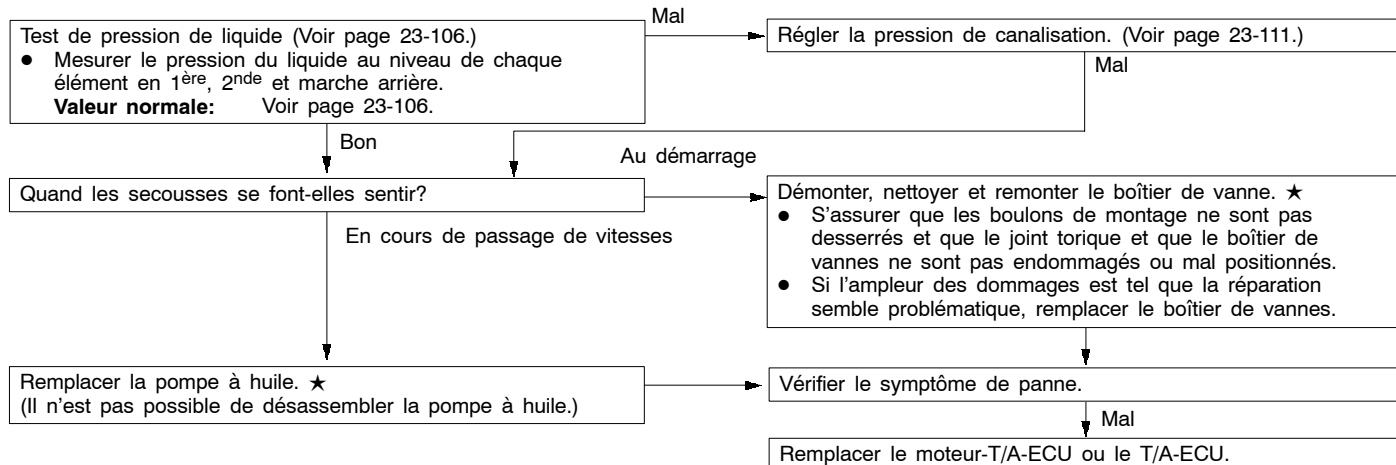 Mal
Test de pression de liquide (Voir page 23-106.)
● Mesurer le pression du liquide au niveau de chaque
élément en 1ère, 2nde et marche arrière.
Valeur normale: Voir page 23-106.
Régler la pression de canalisation. (Voir page 23-111.)
Mal
Bon
Au démarrage
Quand les secousses se font-elles sentir?
En cours de passage de vitesses
Démonter, nettoyer et remonter le boîtier de vanne. ★
● S'assurer que les boulons de montage ne sont pas
desserrés et que le joint torique et que le boîtier de
vannes ne sont pas endommagés ou mal positionnés.
● Si l'ampleur des dommages est tel que la réparation
semble problématique, remplacer le boîtier de vannes.
Remplacer la pompe à huile. ★
(Il n'est pas possible de désassembler la pompe à huile.)
Vérifier le symptôme de panne.
Mal
Remplacer le moteur-T/A-ECU ou le T/A-ECU.